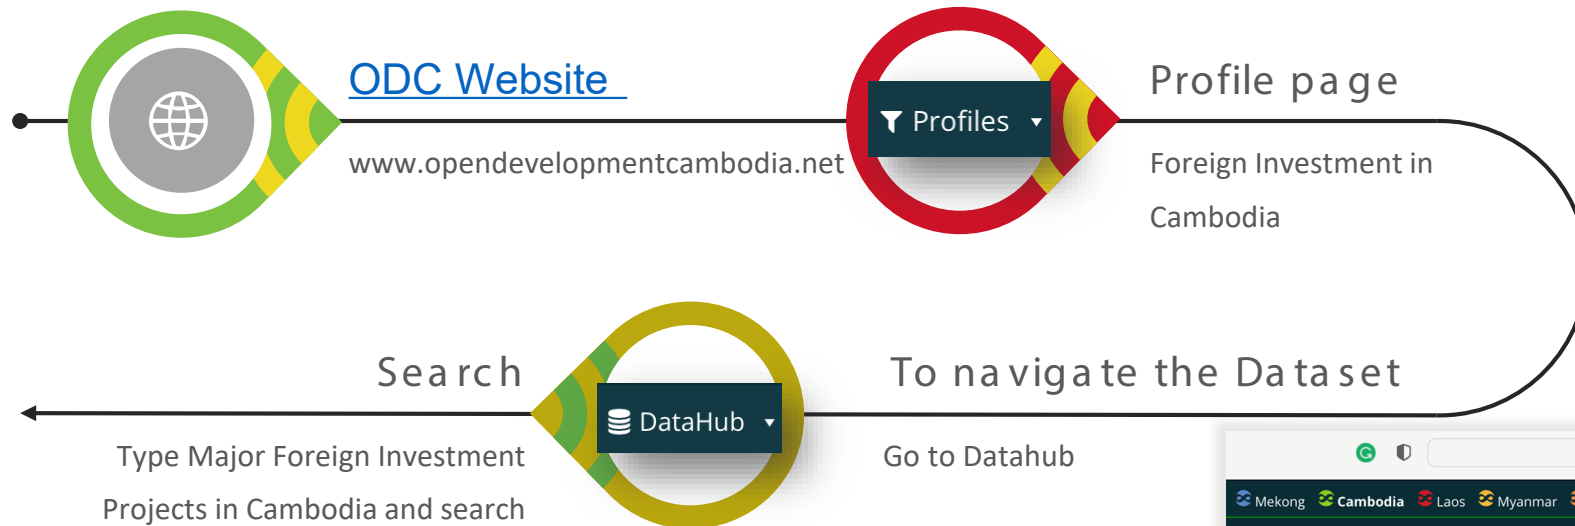 ODC Website
www.opendevelopmentcambodia.net
Profiles
Profile page
Foreign Investment in
Cambodia
To navigate the Dataset
Go to Datahub
DataHub
Search
Type Major Foreign Investment
Projects in Cambodia and search
Mekong Cambodia Laos Myanmar